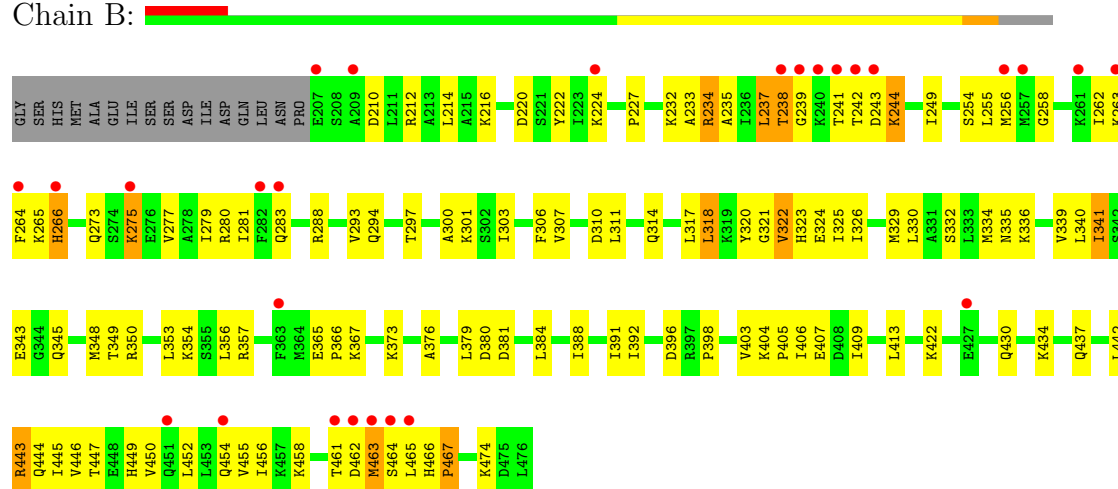 Chain B:
GLY SER HIS MET ALA GLU ILE SER SER ASP ILE ASP GLN LEU ASN PRO E207 S208 A209 D210 L211 R212 A213 L214 A215 K216 D220 S221 Y222 I223 K224 P227 K232 A233 R234 A235 I236 L237 T238 G239 K240 T241 T242 D243 K244 I249 S254 L255 M256 M257 G258 K261 I262 K263
F264 K265 H266 Q273 S274 K275 E276 V277 A278 I279 R280 I281 F282 Q283 R288 V293 Q294 T297 A300 K301 S302 I303 F306 V307 D310 L311 Q314 L317 L318 K319 Y320 G321 V322 H323 E324 I325 I326 M329 L330 A331 S332 L333 M334 N335 K336 V339 L340 I341 S342
E343 G344 Q345 M348 T349 R350 L353 K354 S355 L356 R357 F363 M364 E365 P366 K367 K373 A376 L379 D380 D381 L384 I388 I391 I392 D396 R397 P398 V403 K404 P405 I406 E407 D408 I409 L413 K422 E427 Q430 K434 Q437 L442
R443 Q444 I445 V446 T447 E448 H449 V450 Q451 L452 L453 Q454 V455 I456 K457 K458 T461 D462 M463 S464 L465 H466 P467 K474 D475 L476